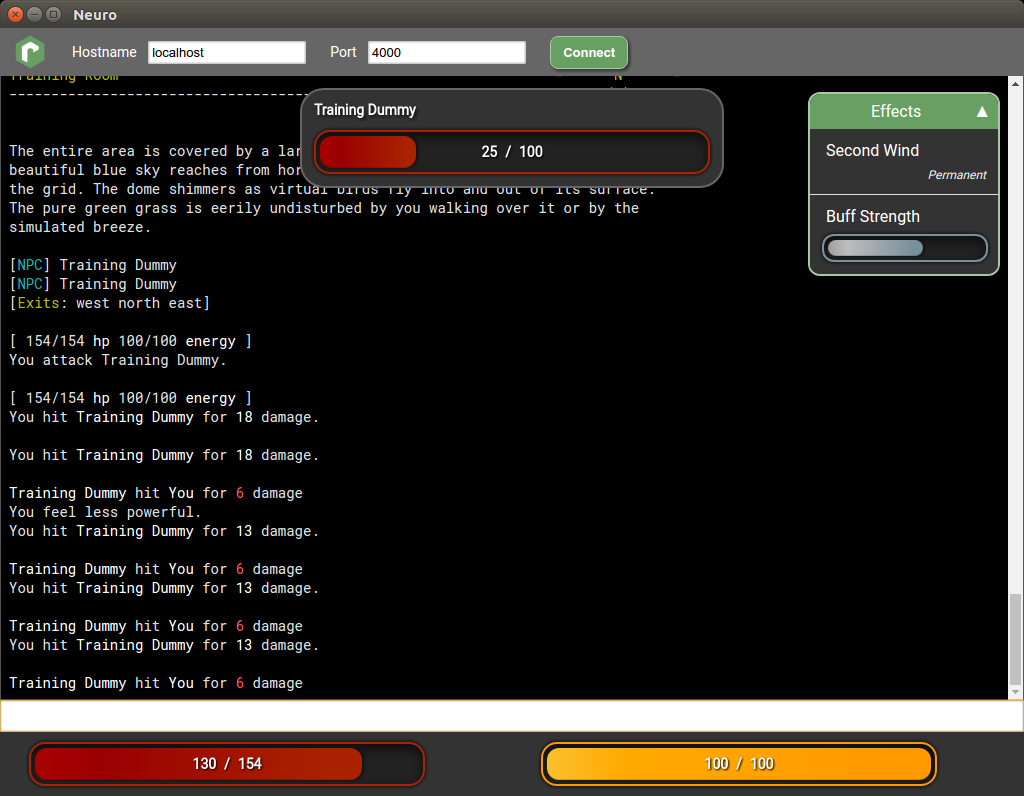 Neuro
Hostname localhost Port 4000 Connect
Training Room N
--------------------------------------
Training Dummy
25 / 100
Effects ▲
Second Wind
Permanent
Buff Strength
The entire area is covered by a
beautiful blue sky reaches from
the grid. The dome shimmers as virtual birds fly into and out of its surface.
The pure green grass is eerily undisturbed by you walking over it or by the
simulated breeze.
[NPC] Training Dummy
[NPC] Training Dummy
[Exits: west north east]
[ 154/154 hp 100/100 energy ]
You attack Training Dummy.
[ 154/154 hp 100/100 energy ]
You hit Training Dummy for 18 damage.
You hit Training Dummy for 18 damage.
Training Dummy hit You for 6 damage
You feel less powerful.
You hit Training Dummy for 13 damage.
Training Dummy hit You for 6 damage
You hit Training Dummy for 13 damage.
Training Dummy hit You for 6 damage
You hit Training Dummy for 13 damage.
Training Dummy hit You for 6 damage
130 / 154
100 / 100